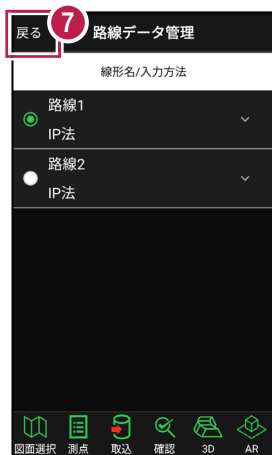 戻る 7 路線データ管理
線形名/入力方法
路線1
IP法
路線2
IP法
図面選択 測点 取込 確認 3D AR